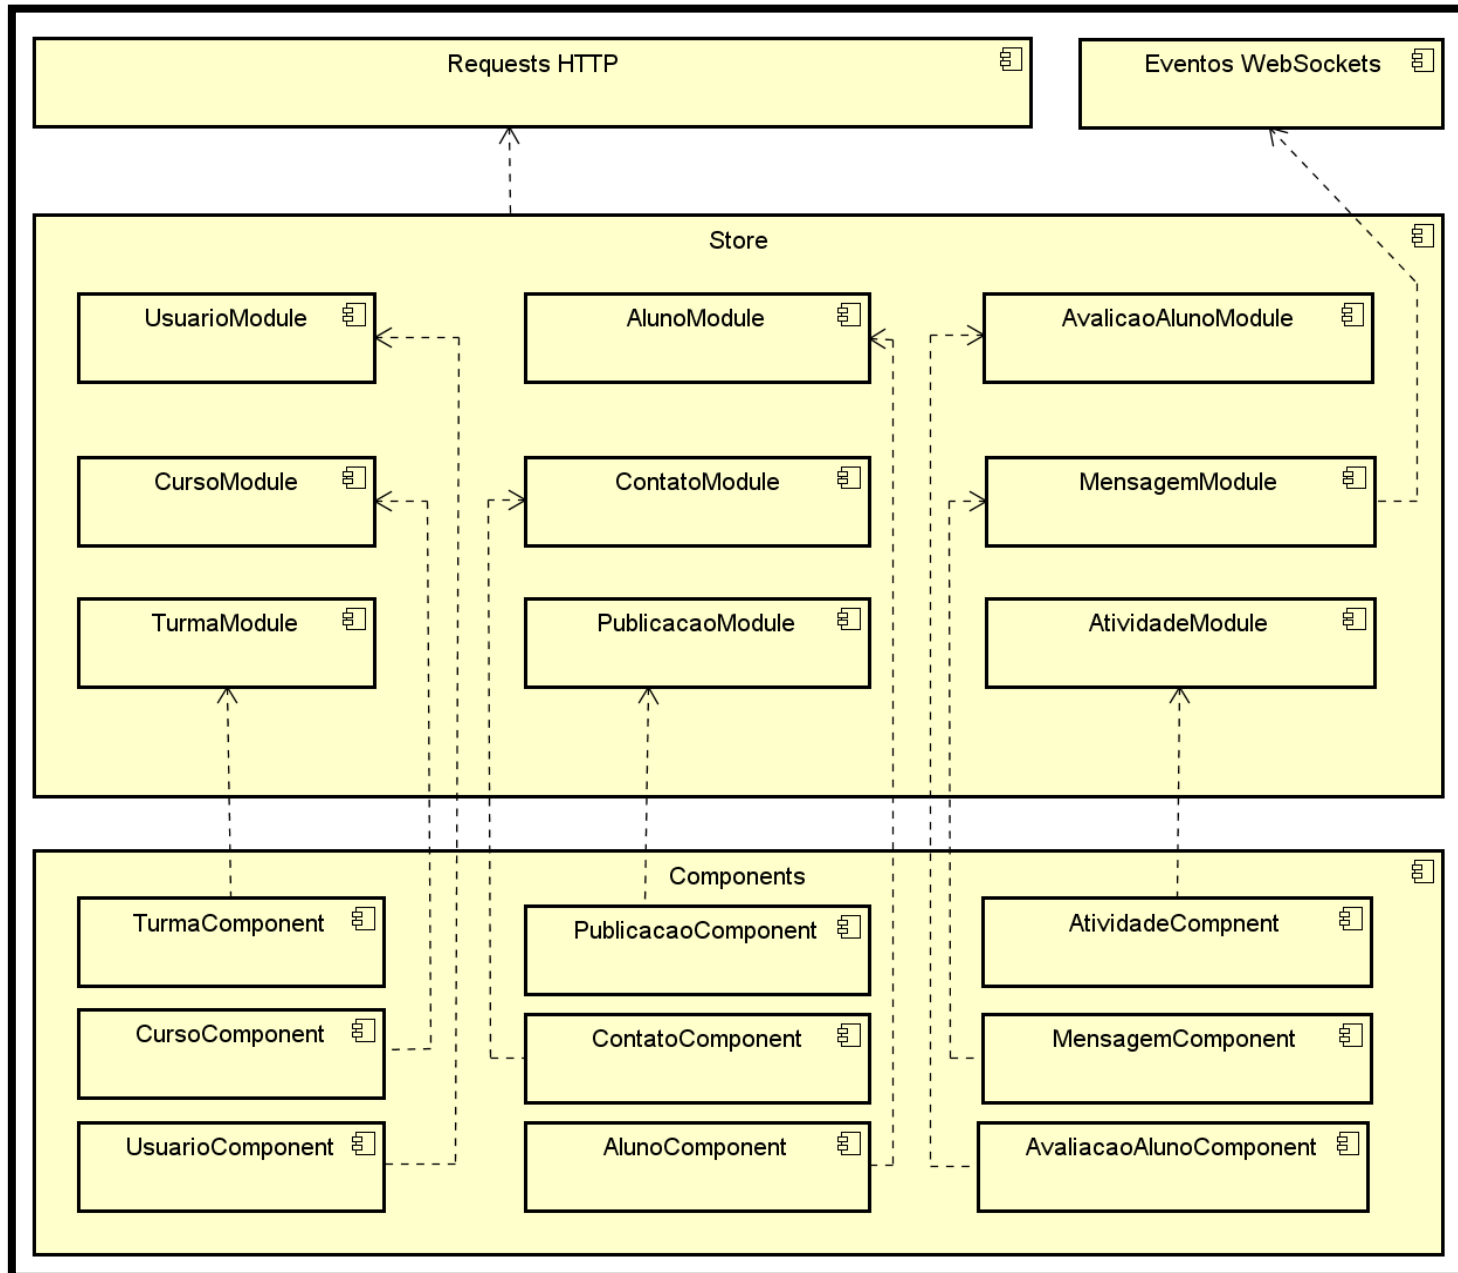 Requests HTTP
Eventos WebSockets
Store
UsuarioModule
AlunoModule
AvalicaoAlunoModule
CursoModule
ContatoModule
MensagemModule
TurmaModule
PublicacaoModule
AtividadeModule
Components
TurmaComponent
PublicacaoComponent
AtividadeCompnent
CursoComponent
ContatoComponent
MensagemComponent
UsuarioComponent
AlunoComponent
AvaliacaoAlunoComponent